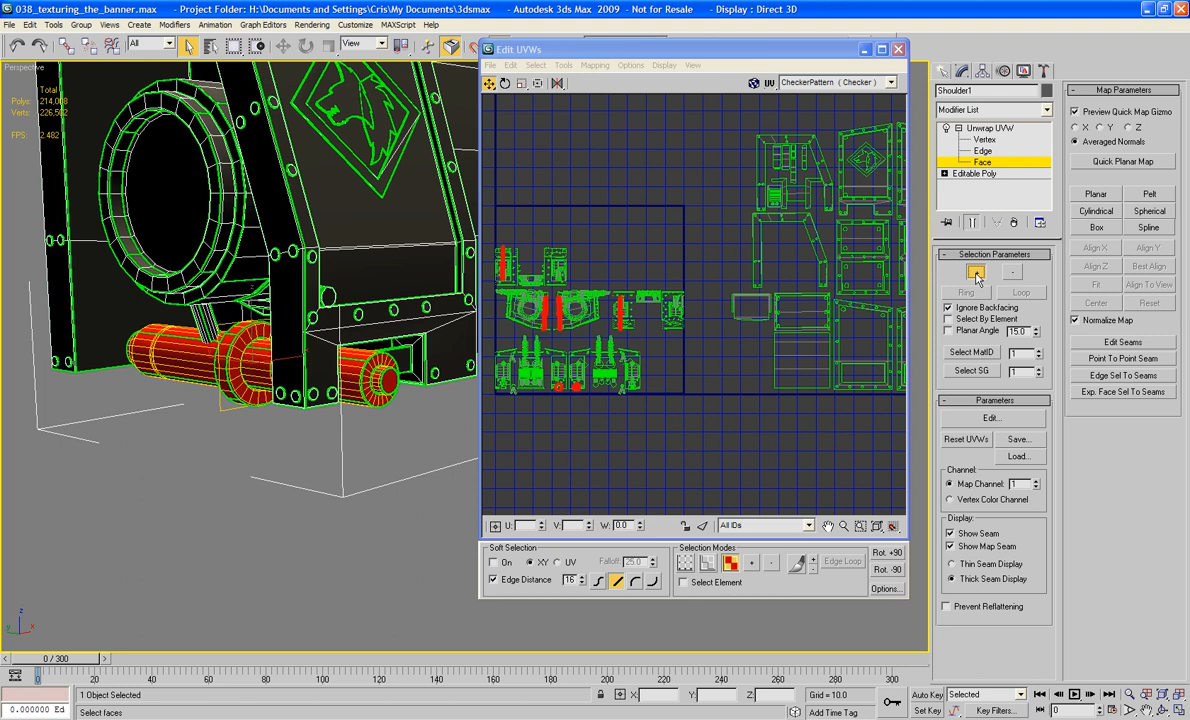 038_texturing_the_banner.max - Project Folder: H:\Documents and Settings\Cris\My Documents\3dsmax - Autodesk 3ds Max 2009 - Not for Resale - Display : Direct 3D
File Edit Tools Group Views Create Modifiers Animation Graph Editors Rendering Customize MAXScript Help
All View
Perspective
Total
Polys: 214,008
Verts: 226,502
FPS: 2.482
Edit UVWs
File Edit Select Tools Mapping Options Display View
UV CheckerPattern ( Checker )
U: V: W: 0.0 All IDs
Soft Selection
On XY UV Falloff: 25.0
Edge Distance 16
Selection Modes
+ - + - Edge Loop
Select Element
Rot. +90
Rot. -90
Options...
Shoulder1
Modifier List
Unwrap UVW
Vertex
Edge
Face
Editable Poly
- Selection Parameters
+ -
Ring Loop
Ignore Backfacing
Select By Element
Planar Angle 15.0
Select MatID 1
Select SG 1
- Parameters
Edit...
Reset UVWs Save...
Load...
Channel:
Map Channel: 1
Vertex Color Channel
Display:
Show Seam
Show Map Seam
Thin Seam Display
Thick Seam Display
Prevent Reflattening
- Map Parameters
Preview Quick Map Gizmo
X Y Z
Averaged Normals
Quick Planar Map
Planar Pelt
Cylindrical Spherical
Box Spline
Align X Align Y
Align Z Best Align
Fit Align To View
Center Reset
Normalize Map
Edit Seams
Point To Point Seam
Edge Sel To Seams
Exp. Face Sel To Seams
z
y x
< 0 / 300 >
0 20 40 60 80 100 120 140 160 180 200 220 240 260 280 300
1 Object Selected X: Y: Z: Grid = 10.0 Auto Key Selected
0.00000 Ed Select faces Add Time Tag Set Key Key Filters... 0